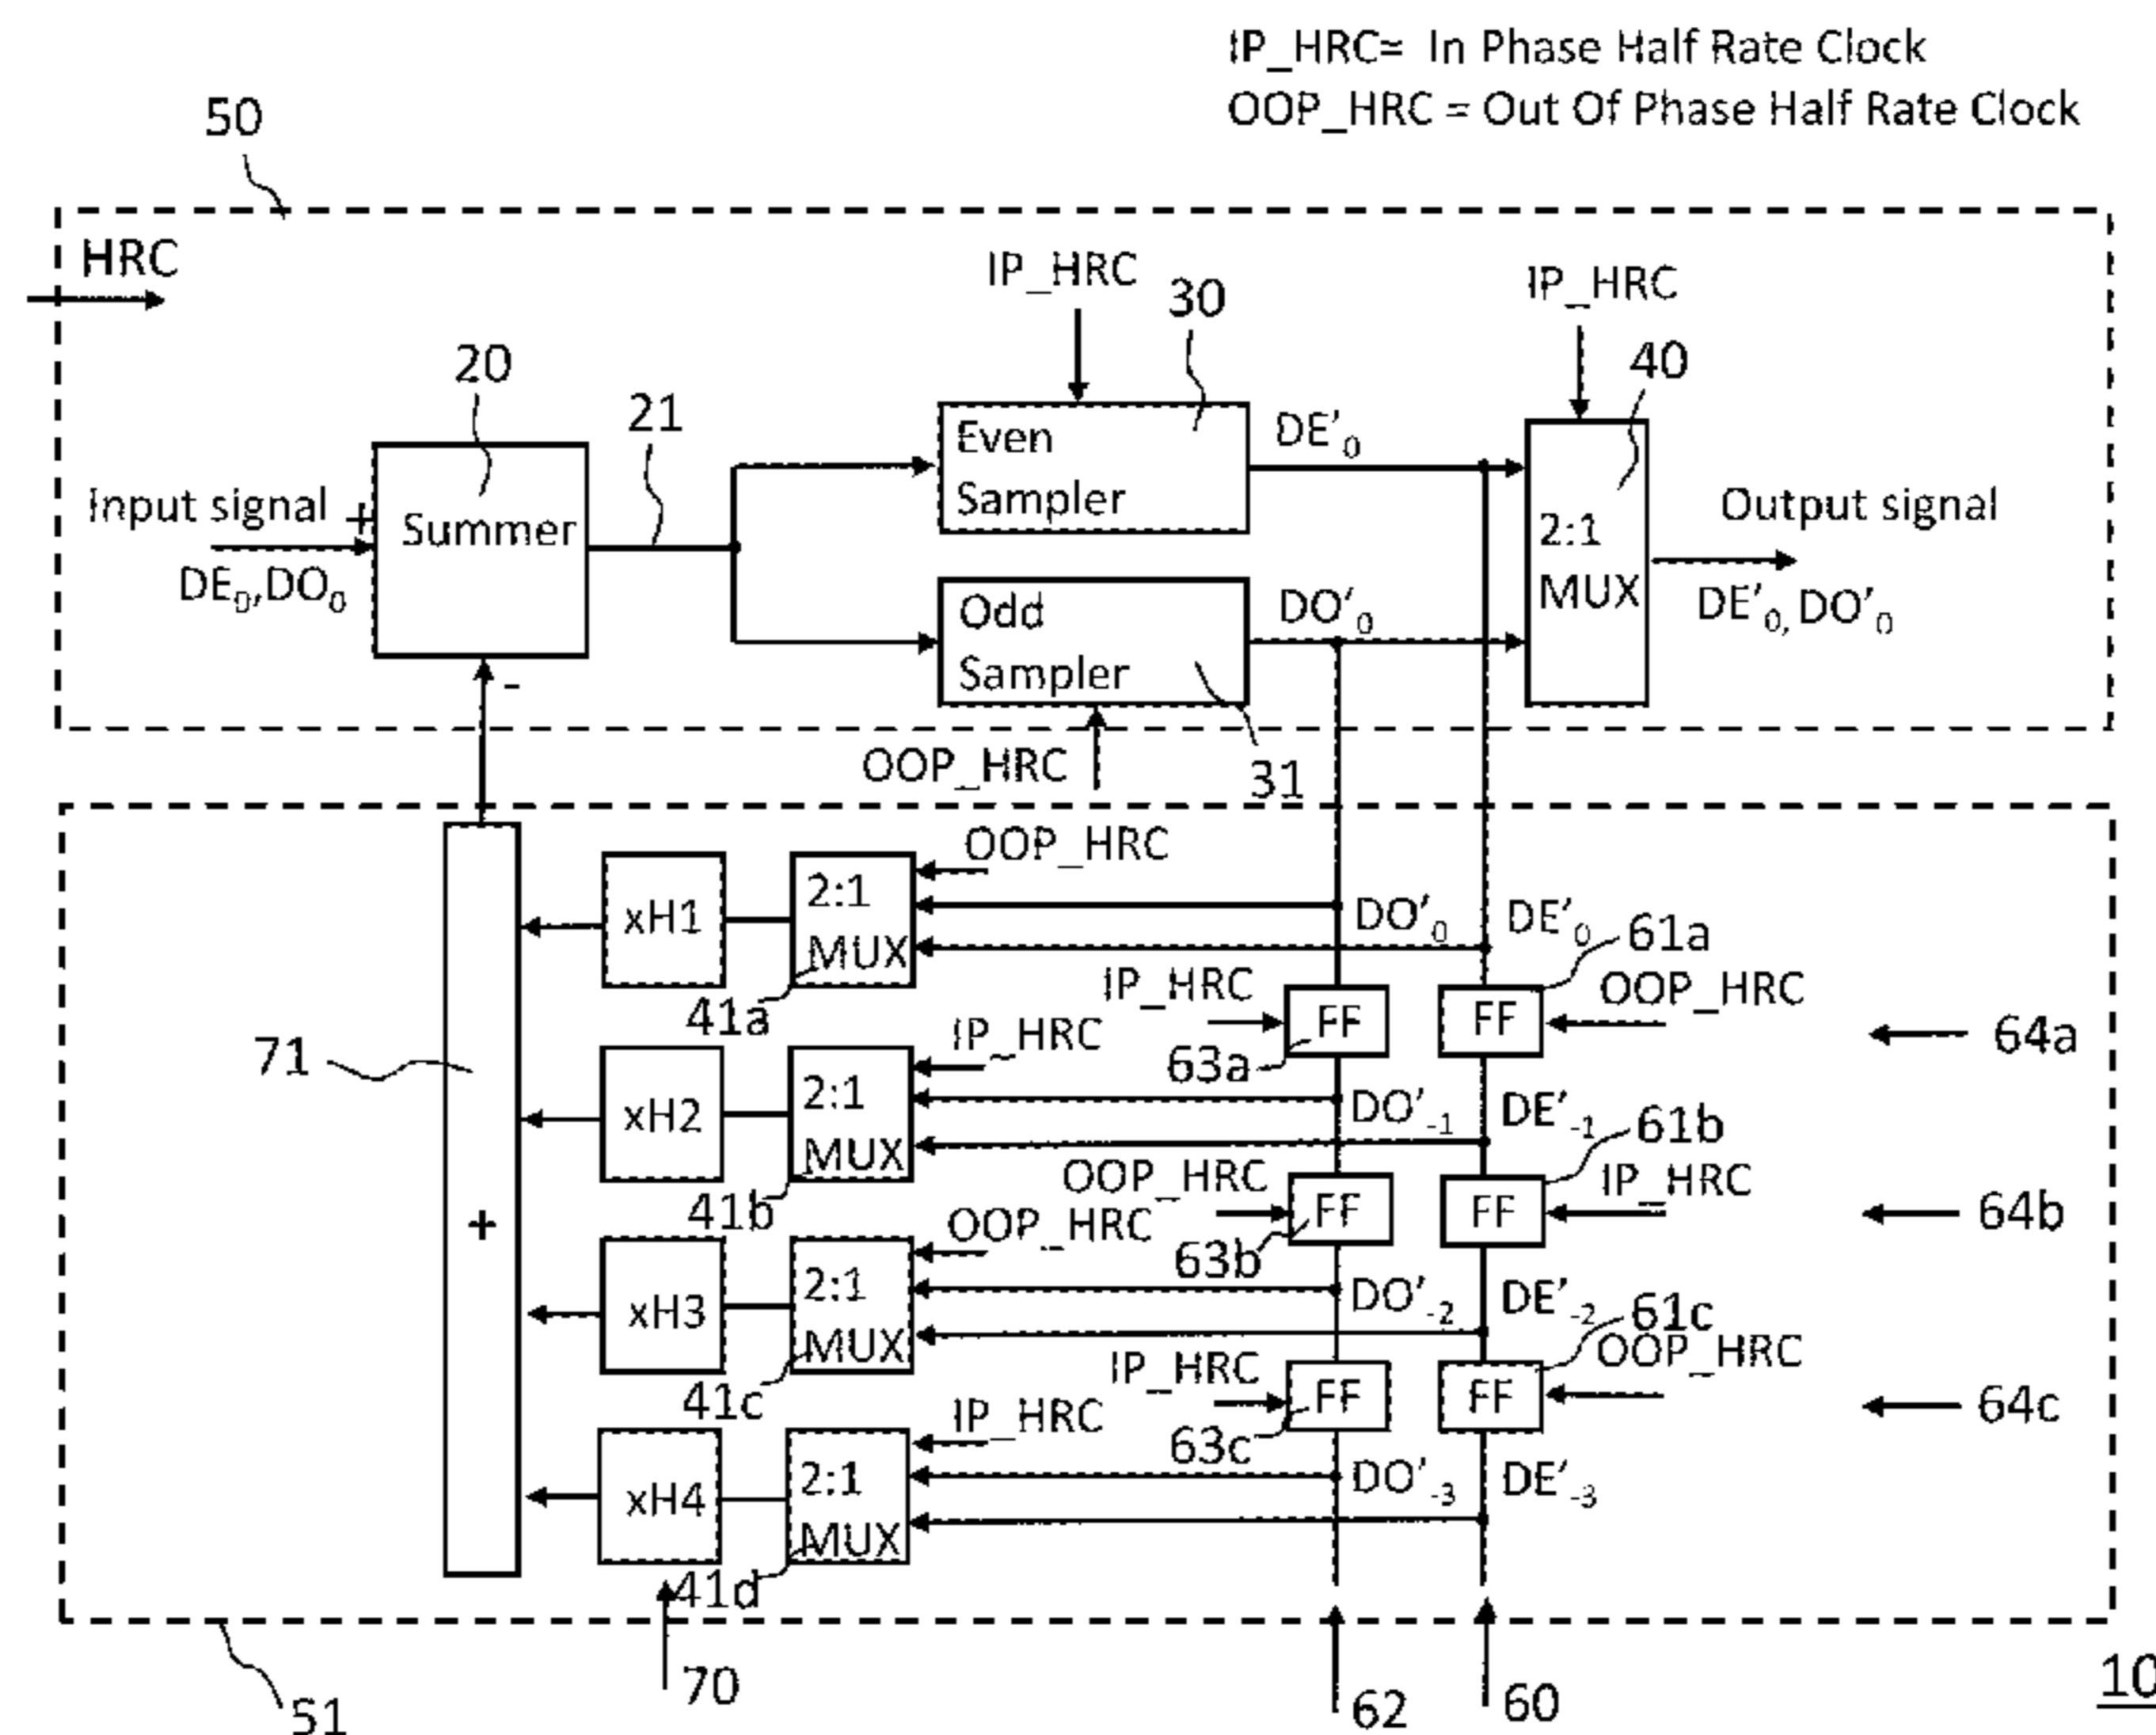 IP_HRC= In Phase Half Rate Clock
OOP_HRC = Out Of Phase Half Rate Clock
50
HRC
IP_HRC
30
IP_HRC
40
20
21
Even
Sampler
DE'₀
Input signal
+
Summer
DE₀,DO₀
2:1
MUX
Output signal
DE'₀, DO'₀
Odd
Sampler
DO'₀
-
OOP_HRC
31
OOP_HRC
xH1
2:1
MUX
DO'₀
DE'₀
61a
41a
IP_HRC
FF
FF
OOP_HRC
63a
64a
71
IP_HRC
xH2
2:1
MUX
DO'₋₁
DE'₋₁
61b
41b
OOP_HRC
FF
FF
IP_HRC
63b
64b
+
OOP_HRC
xH3
2:1
MUX
DO'₋₂
DE'₋₂
61c
41c
IP_HRC
FF
FF
OOP_HRC
63c
64c
IP_HRC
xH4
2:1
MUX
DO'₋₃
DE'₋₃
41d
51
70
62
60
10